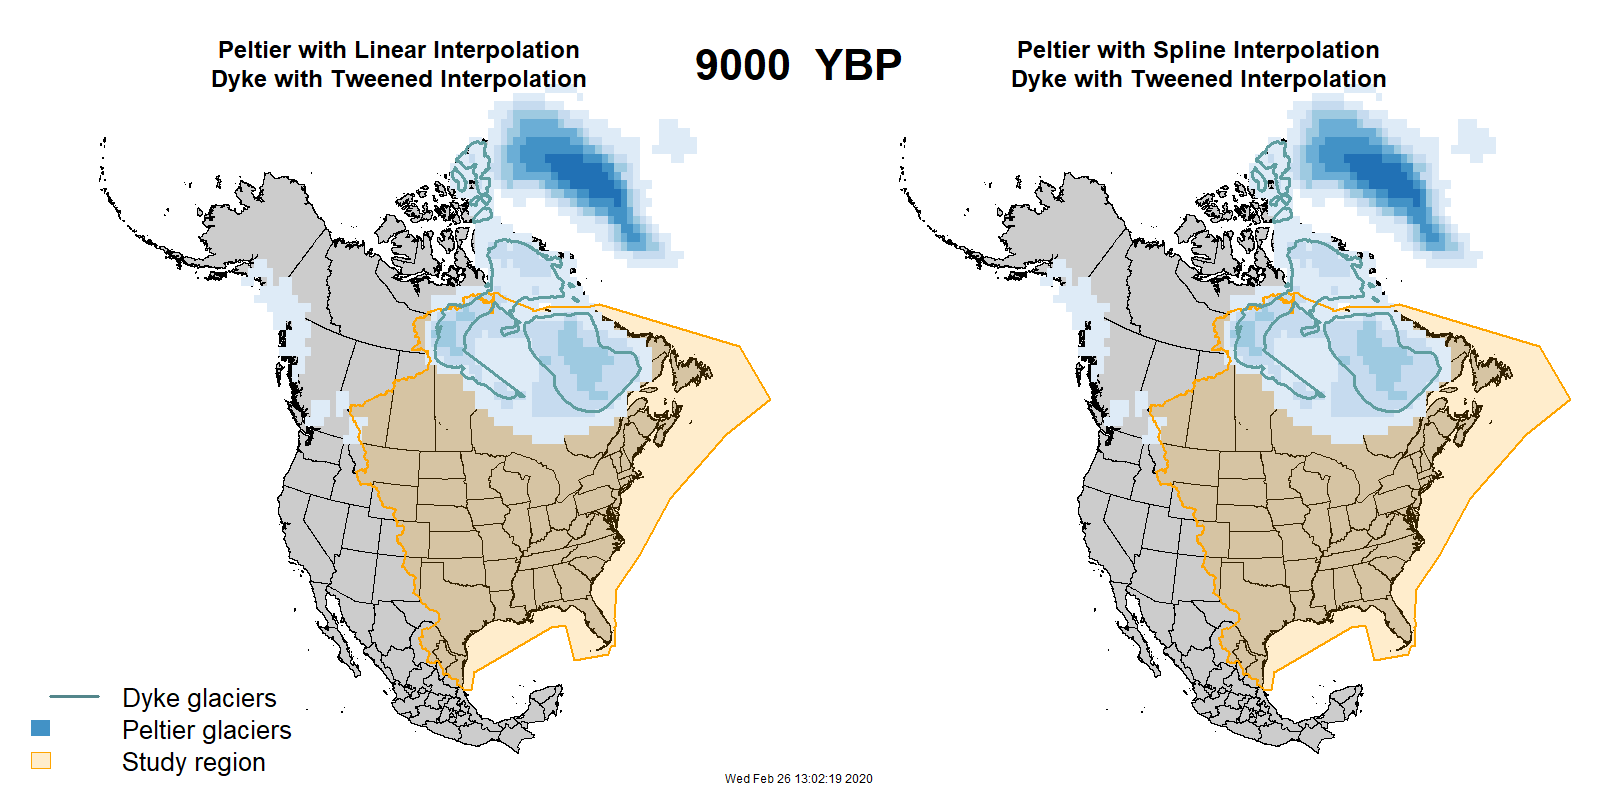 Peltier with Linear Interpolation
Dyke with Tweened Interpolation
9000 YBP
Peltier with Spline Interpolation
Dyke with Tweened Interpolation
Dyke glaciers
Peltier glaciers
Study region
Wed Feb 26 13:02:19 2020